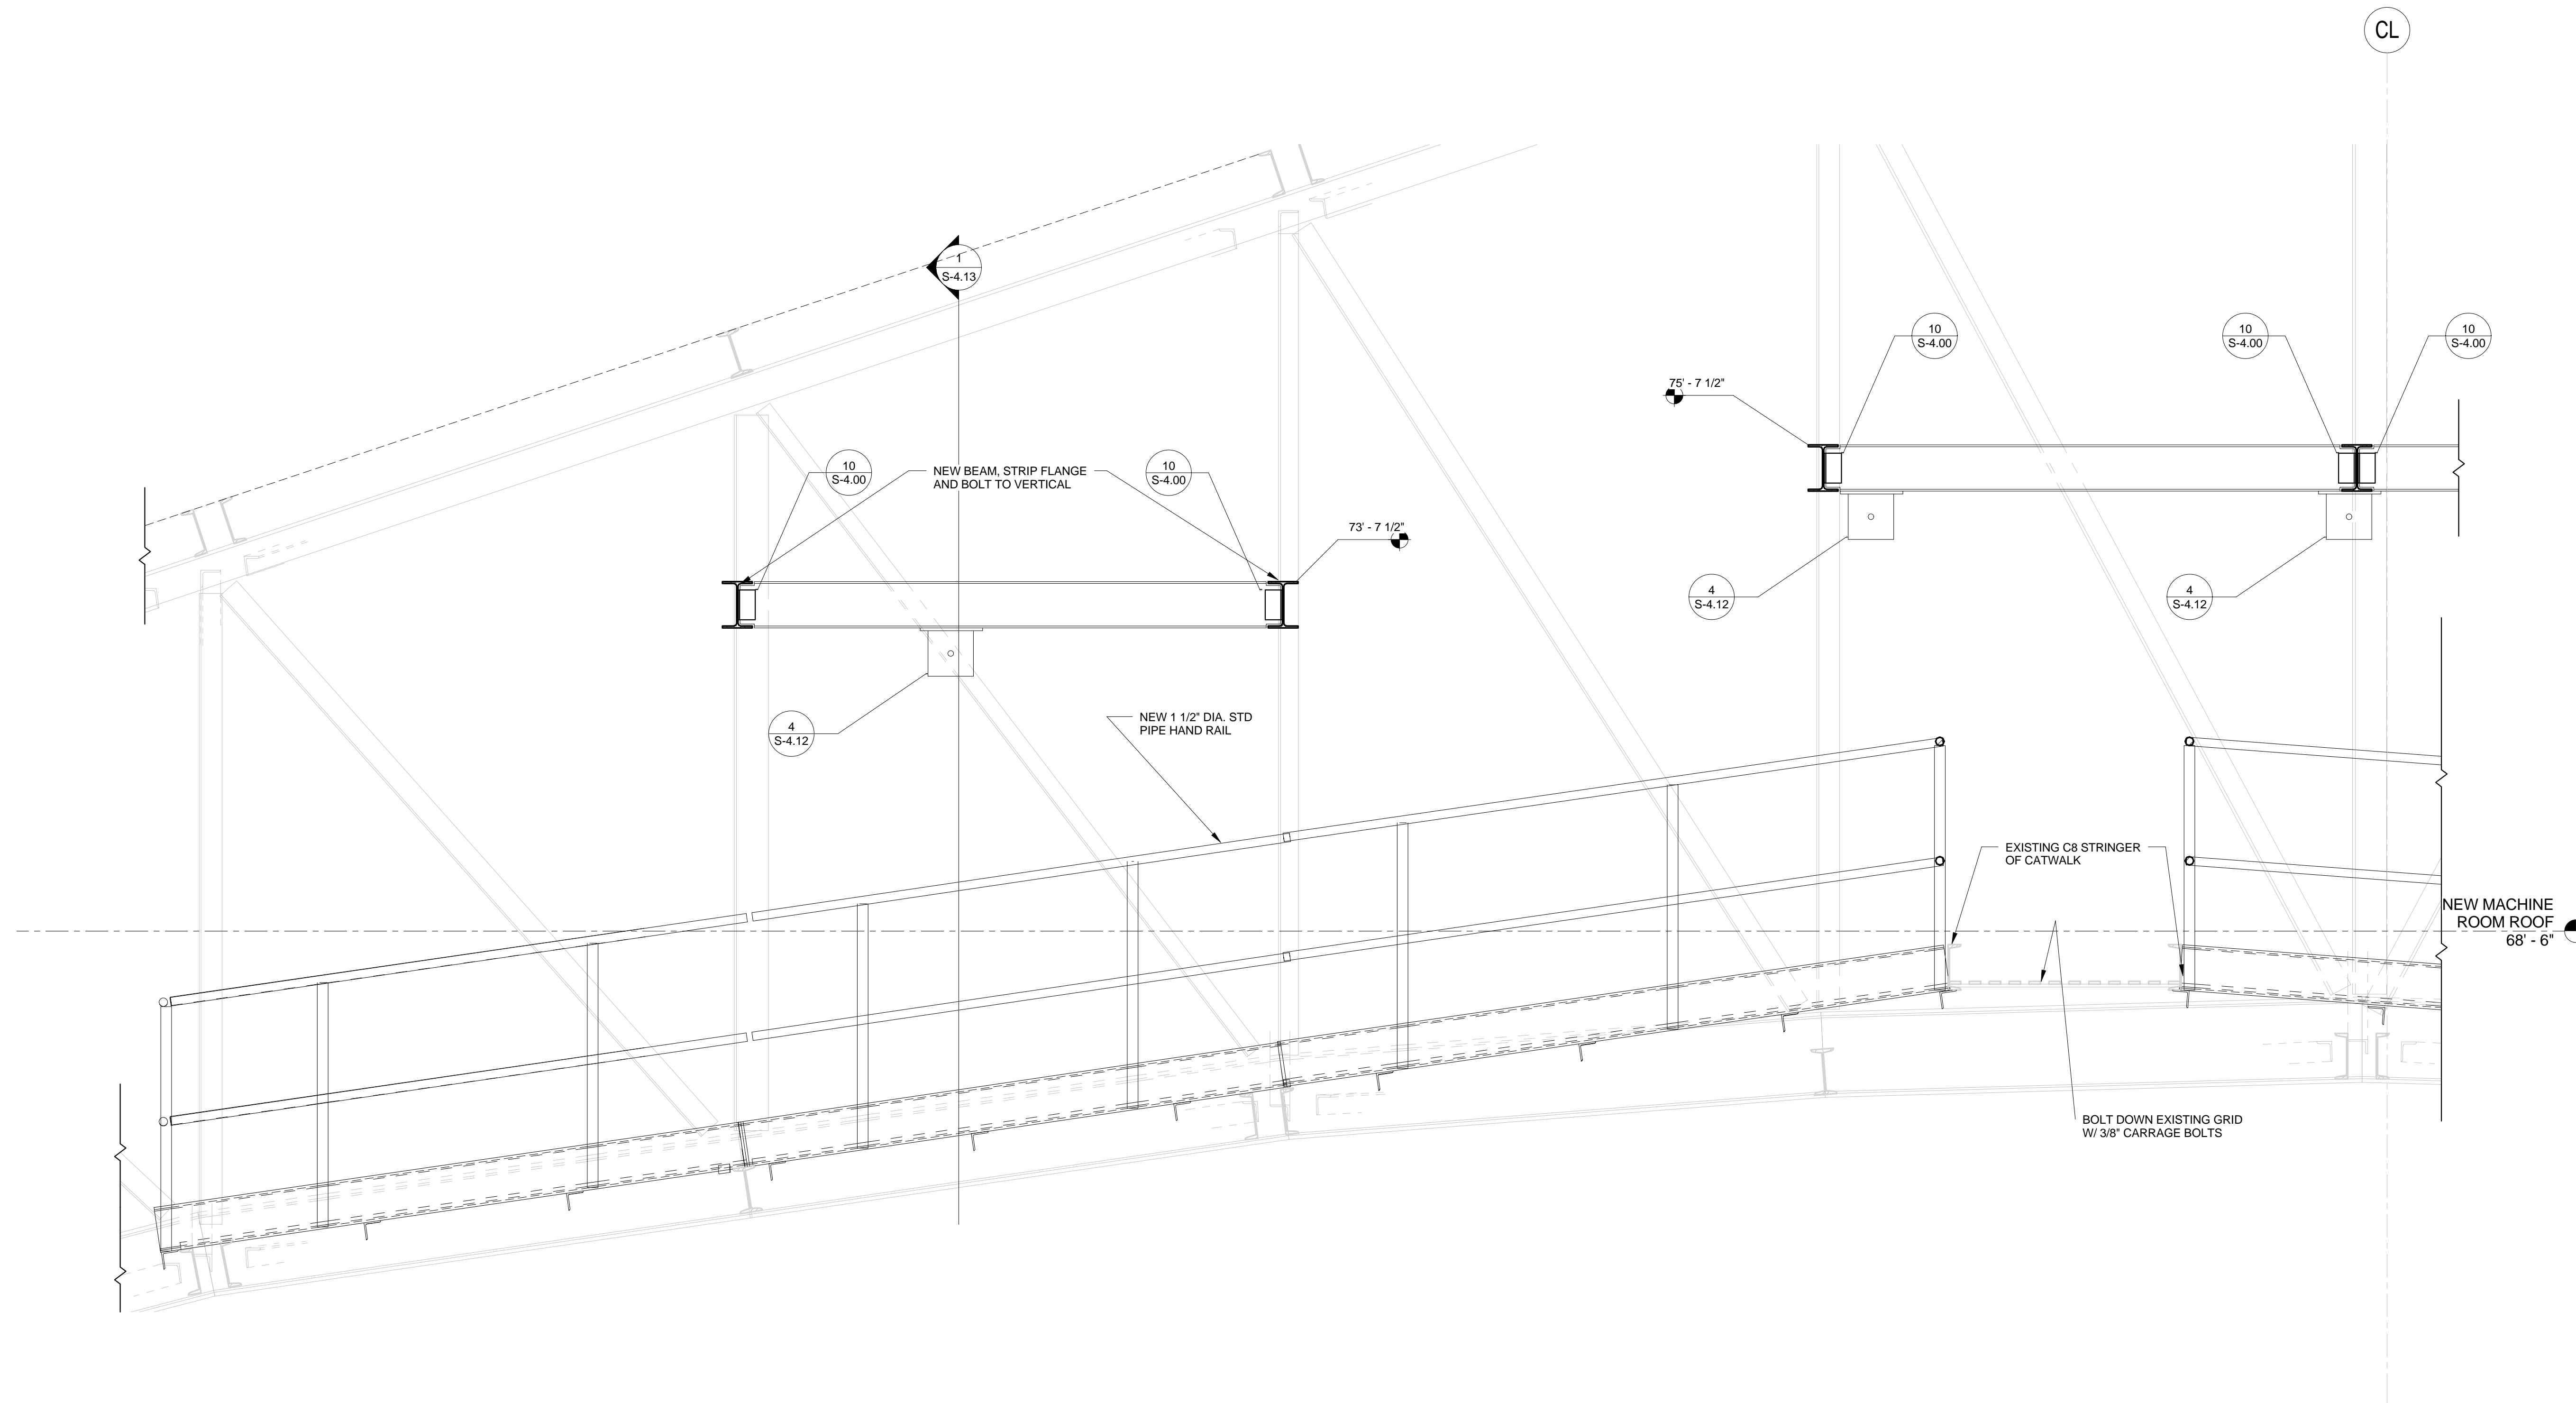 CL
1
S-4.13
10
S-4.00
10
S-4.00
10
S-4.00
75' - 7 1/2"
10
S-4.00
NEW BEAM, STRIP FLANGE
AND BOLT TO VERTICAL
10
S-4.00
73' - 7 1/2"
4
S-4.12
4
S-4.12
4
S-4.12
NEW 1 1/2" DIA. STD
PIPE HAND RAIL
EXISTING C8 STRINGER
OF CATWALK
NEW MACHINE
ROOM ROOF
68' - 6"
BOLT DOWN EXISTING GRID
W/ 3/8" CARRAGE BOLTS